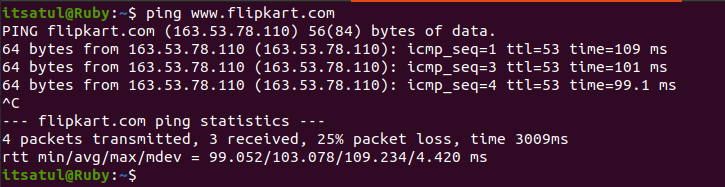 itsatul@Ruby:~$ ping www.flipkart.com
PING flipkart.com (163.53.78.110) 56(84) bytes of data.
64 bytes from 163.53.78.110 (163.53.78.110): icmp_seq=1 ttl=53 time=109 ms
64 bytes from 163.53.78.110 (163.53.78.110): icmp_seq=3 ttl=53 time=101 ms
64 bytes from 163.53.78.110 (163.53.78.110): icmp_seq=4 ttl=53 time=99.1 ms
^C
--- flipkart.com ping statistics ---
4 packets transmitted, 3 received, 25% packet loss, time 3009ms
rtt min/avg/max/mdev = 99.052/103.078/109.234/4.420 ms
itsatul@Ruby:~$